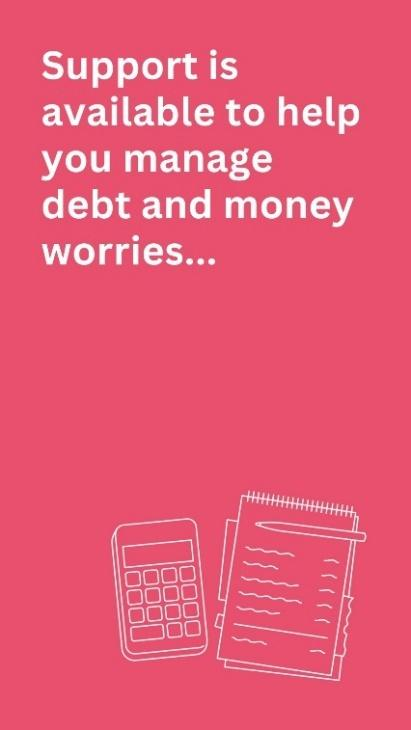 Support is
available to help
you manage
debt and money
worries...